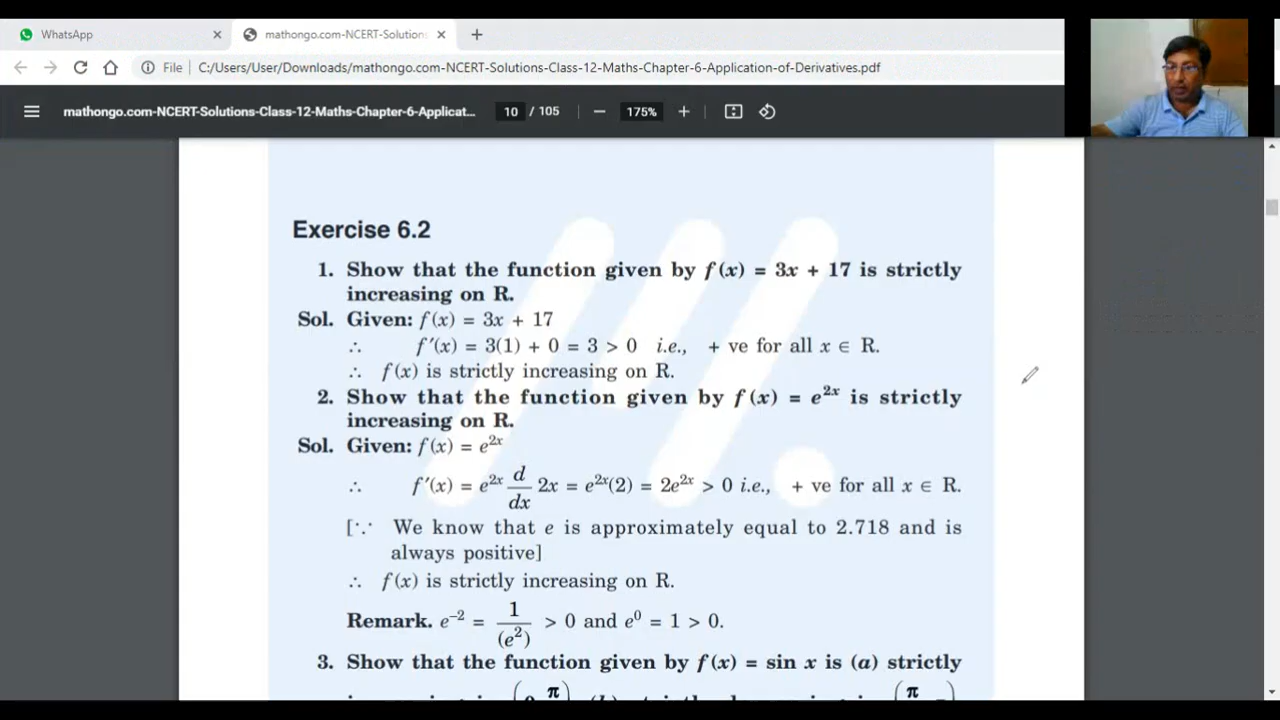 WhatsApp
mathongo.com-NCERT-Solutions
File C:/Users/User/Downloads/mathongo.com-NCERT-Solutions-Class-12-Maths-Chapter-6-Application-of-Derivatives.pdf
mathongo.com-NCERT-Solutions-Class-12-Maths-Chapter-6-Applicat... 10 / 105 − 175% +
Exercise 6.2
1. Show that the function given by f(x) = 3x + 17 is strictly
increasing on R.
Sol. Given: f(x) = 3x + 17
∴ f′(x) = 3(1) + 0 = 3 > 0 i.e., + ve for all x ∈ R.
∴ f(x) is strictly increasing on R.
2. Show that the function given by f(x) = e^{2x} is strictly
increasing on R.
Sol. Given: f(x) = e^{2x}
∴ f′(x) = e^{2x} d/dx 2x = e^{2x}(2) = 2e^{2x} > 0 i.e., + ve for all x ∈ R.
[∵ We know that e is approximately equal to 2.718 and is
always positive]
∴ f(x) is strictly increasing on R.
Remark. e^{−2} = 1/(e^{2}) > 0 and e^{0} = 1 > 0.
3. Show that the function given by f(x) = sin x is (a) strictly